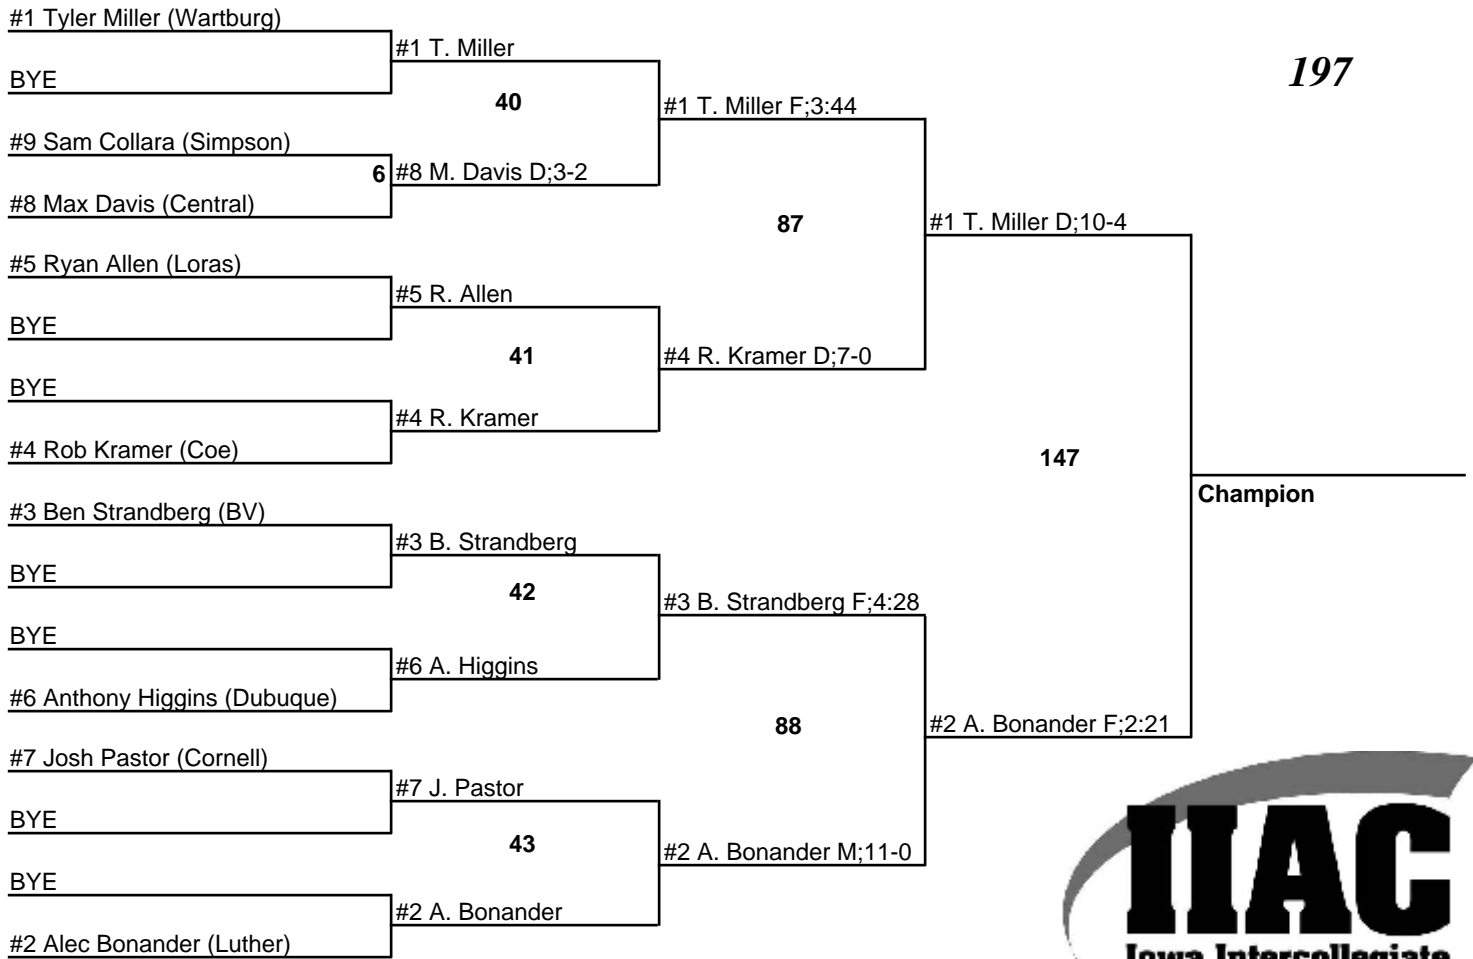 #1 Tyler Miller (Wartburg)
#1 T. Miller
197
BYE
40
#1 T. Miller F;3:44
#9 Sam Collara (Simpson)
6
#8 M. Davis D;3-2
#8 Max Davis (Central)
87
#1 T. Miller D;10-4
#5 Ryan Allen (Loras)
#5 R. Allen
BYE
41
#4 R. Kramer D;7-0
BYE
#4 R. Kramer
#4 Rob Kramer (Coe)
147
Champion
#3 Ben Strandberg (BV)
#3 B. Strandberg
BYE
42
#3 B. Strandberg F;4:28
BYE
#6 A. Higgins
#6 Anthony Higgins (Dubuque)
88
#2 A. Bonander F;2:21
#7 Josh Pastor (Cornell)
#7 J. Pastor
BYE
43
#2 A. Bonander M;11-0
BYE
#2 A. Bonander
#2 Alec Bonander (Luther)
IIAC
Iowa Intercollegiate